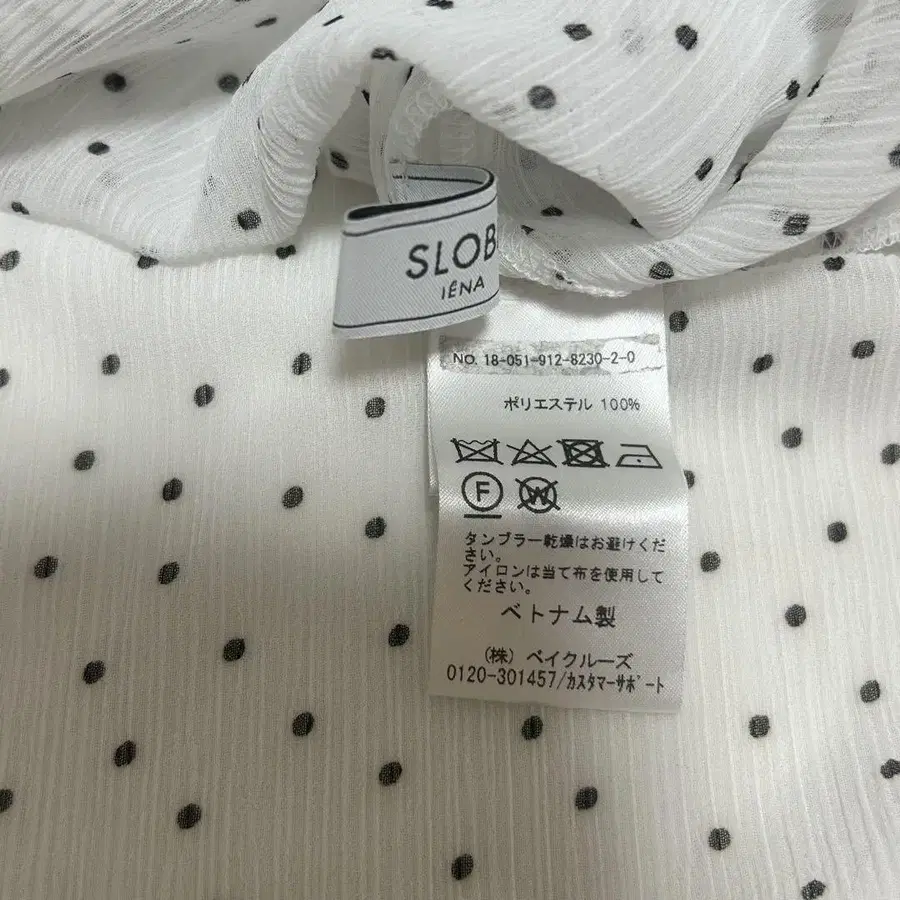 SLOB
IÉNA
NO. 18-051-912-8230-2-0
ポリエステル 100%
F
W
タンブラー乾燥はお避けくだ
さい。
アイロンは当て布を使用して
ください。
ベトナム製
(株) ベイクルーズ
0120-301457/カスタマーサポート